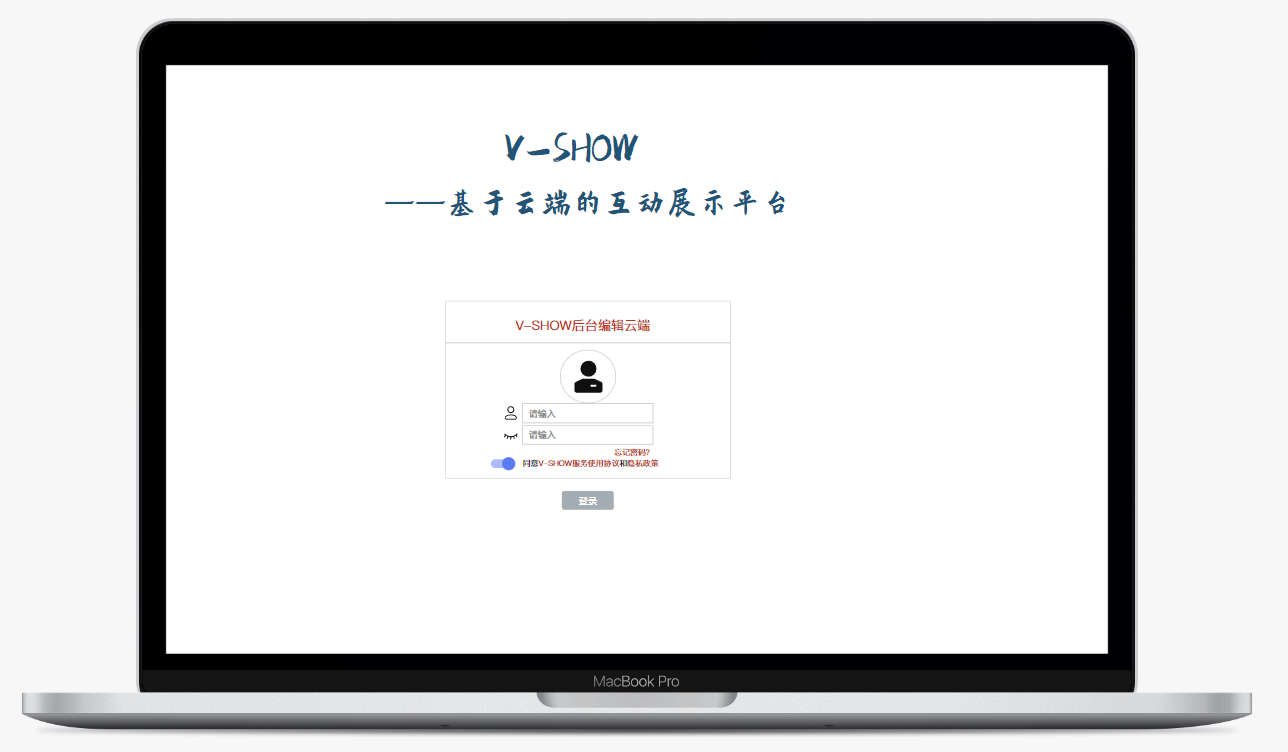 V-SHOW
——基于云端的互动展示平台
V-SHOW后台编辑云端
请输入
请输入
忘记密码?
同意V-SHOW服务使用协议和隐私政策
登录
MacBook Pro